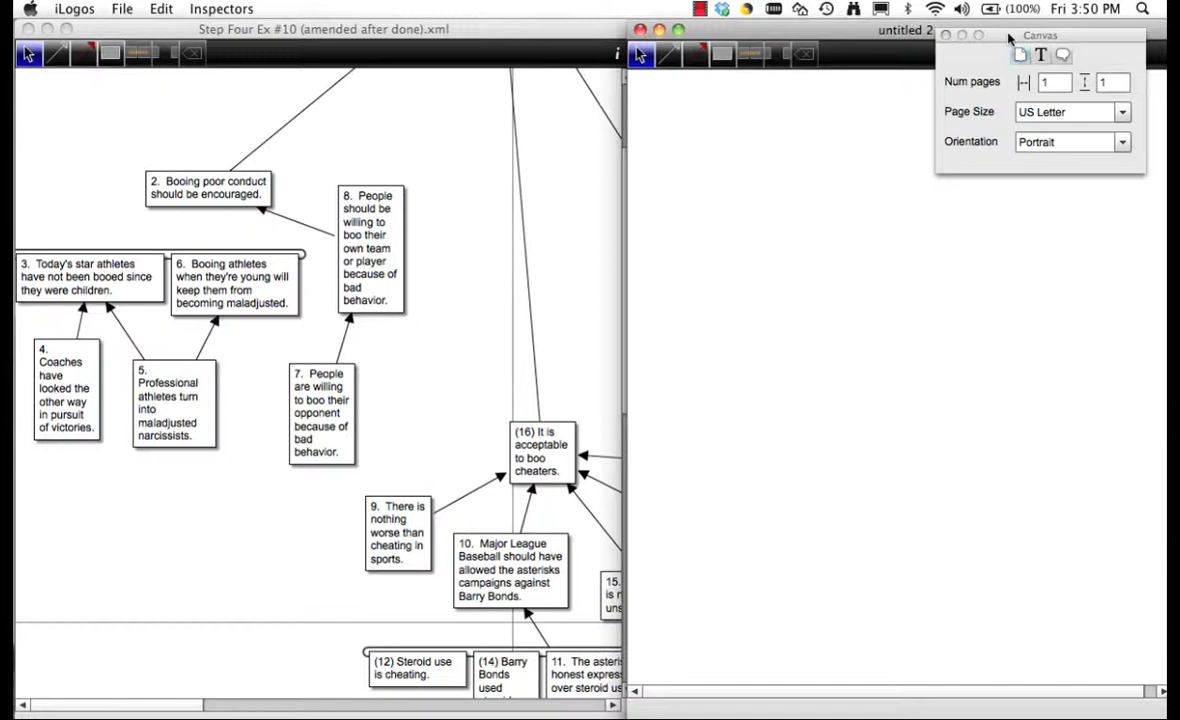 iLogos File Edit Inspectors (100%) Fri 3:50 PM
Step Four Ex #10 (amended after done).xml
i
untitled 2
Canvas
T
Num pages 1 1
Page Size US Letter
Orientation Portrait
2. Booing poor conduct
should be encouraged.
8. People
should be
willing to
boo their
own team
or player
because of
bad
behavior.
3. Today's star athletes
have not been booed since
they were children.
6. Booing athletes
when they're young will
keep them from
becoming maladjusted.
4.
Coaches
have
looked the
other way
in pursuit
of victories.
5.
Professional
athletes turn
into
maladjusted
narcissists.
7. People
are willing
to boo their
opponent
because of
bad
behavior.
(16) It is
acceptable
to boo
cheaters.
9. There is
nothing
worse than
cheating in
sports.
10. Major League
Baseball should have
allowed the asterisks
campaigns against
Barry Bonds.
15.
is
uns
(12) Steroid use
is cheating.
(14) Barry
Bonds
used
11. The asteri
honest express
over steroid us